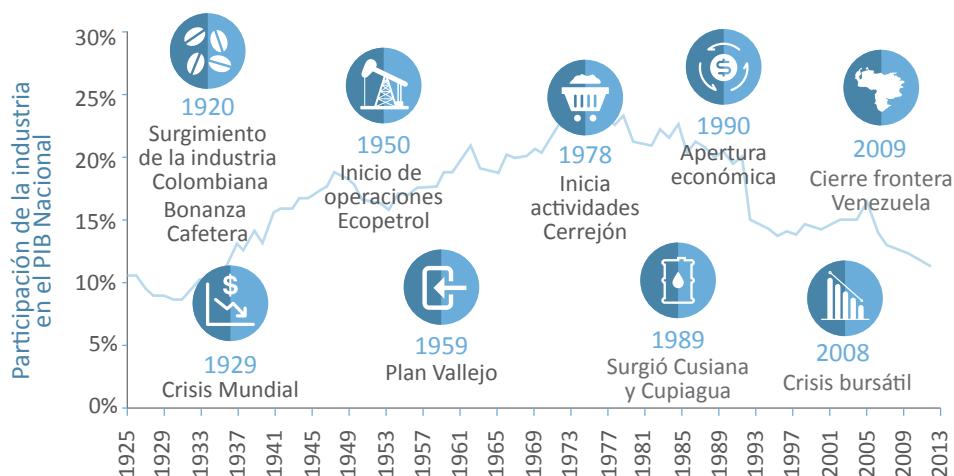 Participación de la industria
en el PIB Nacional
30%
25%
20%
15%
10%
5%
0%
1920
Surgimiento
de la industria
Colombiana
Bonanza
Cafetera
1950
Inicio de
operaciones
Ecopetrol
1978
Inicia
actividades
Cerrejón
$
1990
Apertura
económica
2009
Cierre frontera
Venezuela
$
1929
Crisis Mundial
1959
Plan Vallejo
1989
Surgió Cusiana
y Cupiagua
2008
Crisis bursátil
1925
1929
1933
1937
1941
1945
1949
1953
1957
1961
1965
1969
1973
1977
1981
1985
1989
1993
1997
2001
2005
2009
2013